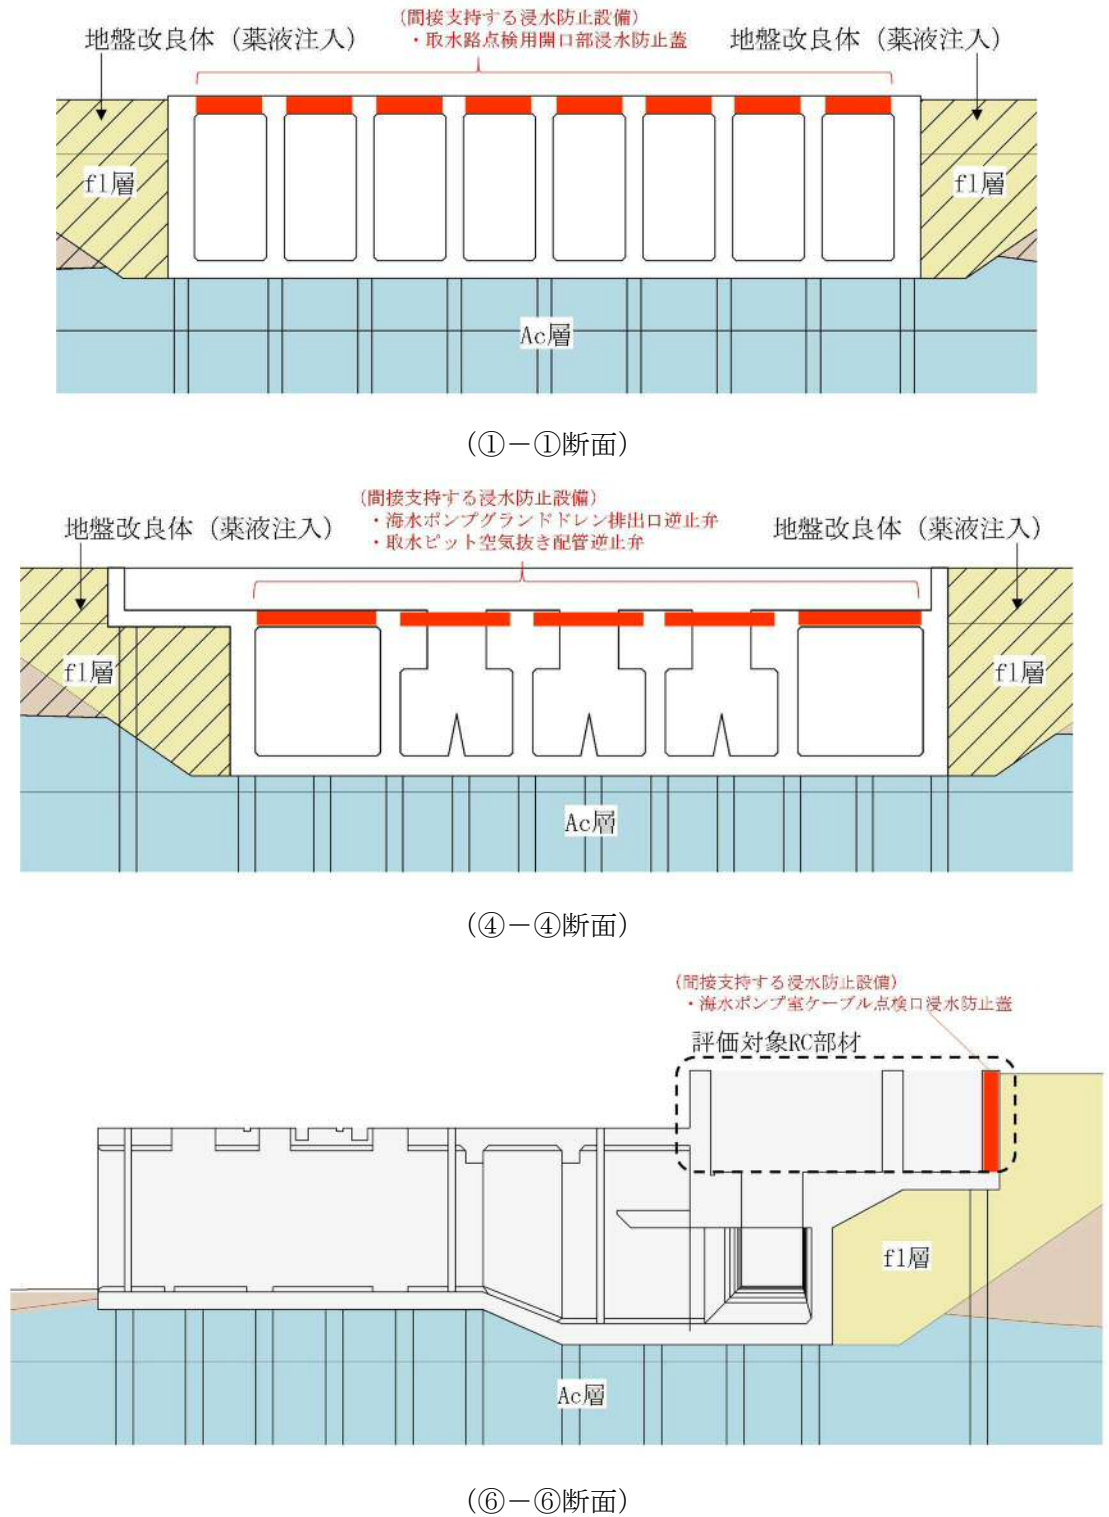 (間接支持する浸水防止設備)
・取水路点検用開口部浸水防止蓋
地盤改良体（薬液注入）
地盤改良体（薬液注入）
fl層
fl層
Ac層
(①－①断面)
(間接支持する浸水防止設備)
・海水ポンプグランドドレン排出口逆止弁
・取水ピット空気抜き配管逆止弁
地盤改良体（薬液注入）
地盤改良体（薬液注入）
fl層
fl層
Ac層
(④－④断面)
(間接支持する浸水防止設備)
・海水ポンプ室ケーブル点検口浸水防止蓋
評価対象RC部材
fl層
Ac層
(⑥－⑥断面)